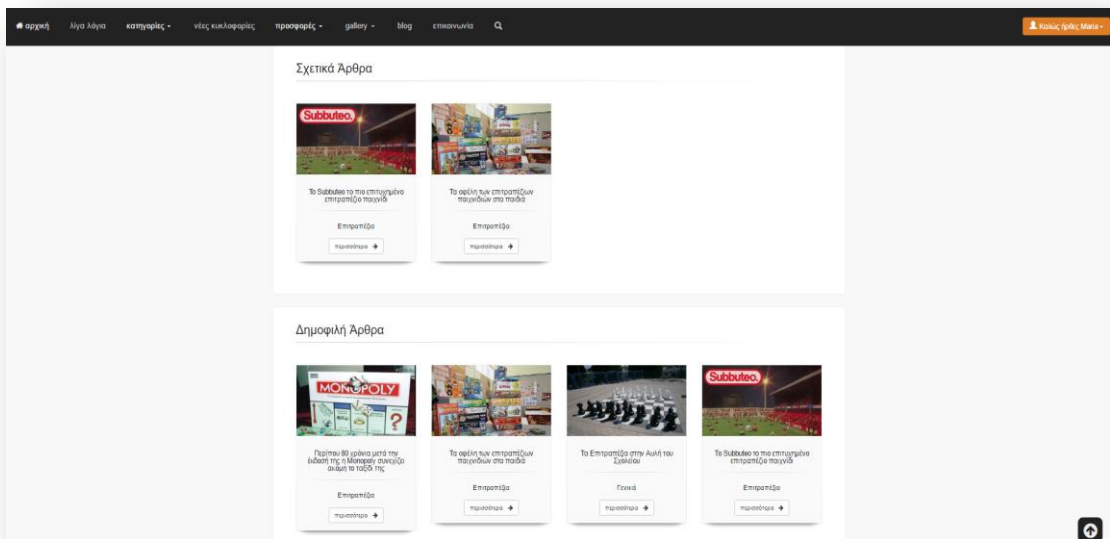 αρχική λίγα λόγια κατηγορίες νέες κυκλοφορίες προσφορές gallery blog επικοινωνία
Καλώς ήρθες Maria
Σχετικά Άρθρα
Subbuteo
Το Subbuteo το πιο επιτυχημένο
επιτραπέζιο παιχνίδι
Επιτραπέζια
περισσότερα
Τα οφέλη των επιτραπέζιων
παιχνιδιών στα παιδιά
Επιτραπέζια
περισσότερα
Δημοφιλή Άρθρα
MONOPOLY
Περίπου 80 χρόνια μετά την
έκδοσή της η Monopoly συνεχίζει
ακόμη το ταξίδι της
Επιτραπέζια
περισσότερα
Τα οφέλη των επιτραπέζιων
παιχνιδιών στα παιδιά
Επιτραπέζια
περισσότερα
Τα Επιτραπέζια στην Αυλή του
Σχολείου
Γενικά
περισσότερα
Subbuteo
Το Subbuteo το πιο επιτυχημένο
επιτραπέζιο παιχνίδι
Επιτραπέζια
περισσότερα